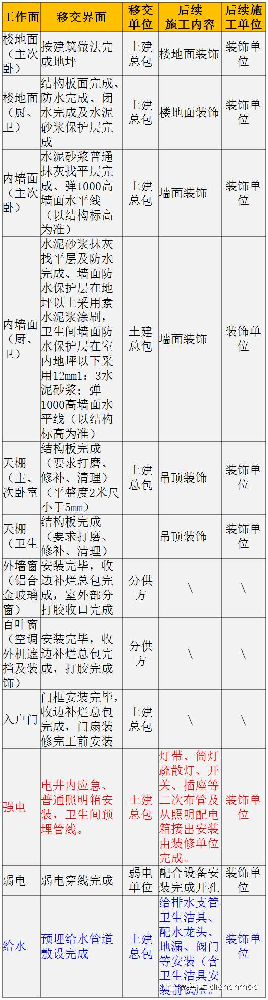 工作面
移交界面
移交
单位
后续
施工内容
后续施
工单位
楼地面
（主次
卧）
按建筑做法完
成地坪
土建
总包
楼地面装饰
装饰单
位
楼地面
（厨、
卫）
结构板面完成、
防水完成、闭
水完成及水泥
砂浆保护层完
成
土建
总包
楼地面装饰
装饰单
位
内墙面
（主次
卧）
水泥砂浆普通
抹灰找平层完
成、弹1000高
墙面水平线
（以结构标高
为准）
土建
总包
墙面装饰
装饰单
位
内墙面
（厨、
卫）
水泥砂浆抹灰
找平层及防水
完成、墙面防
水保护层在地
坪以上采用素
水泥浆涂刷，
卫生间墙面防
水保护层在室
内地坪以下采
用12mm1：3水
泥砂浆；弹
1000高墙面水
平线（以结构
标高为准）
土建
总包
墙面装饰
装饰单
位
天棚
（主、
次卧室
结构板完成
（要求打磨、
修补、清理）
（平整度2米尺
小于5mm）
土建
总包
吊顶装饰
装饰单
位
天棚
（卫生
结构板完成
（要求打磨、
修补、清理）
吊顶装饰
装饰单
位
外墙窗
（铝合
金玻璃
窗）
安装完毕，收
边补烂总包完
成，室外部分
打胶收口完成
分供
方
\
\
百叶窗
（空调
外机遮
挡及装
饰）
安装完毕，收
边补烂总包完
成，打胶完成
分供
方
\
\
入户门
门框安装完毕，
收边补烂总包
完成，门扇装
修完工前安装
土建
总包
\
\
强电
电井内应急、
普通照明箱安
装，卫生间预
埋管线。
土建
总包
灯带、筒灯、
疏散灯、开
关、插座等
二次布管及
从照明配电
箱接出安装
由装修单位
完成。
装饰单
位
弱电
弱电穿线完成
弱电
单位
配合设备安
装完成开孔
装饰单
位
给水
预埋给水管道
敷设完成
土建
总包
给排水支管、
卫生洁具、
配水龙头、
地漏、阀门
等安装（含
卫生洁具安
装前试压。
装饰单
位
微信号: dichanmba